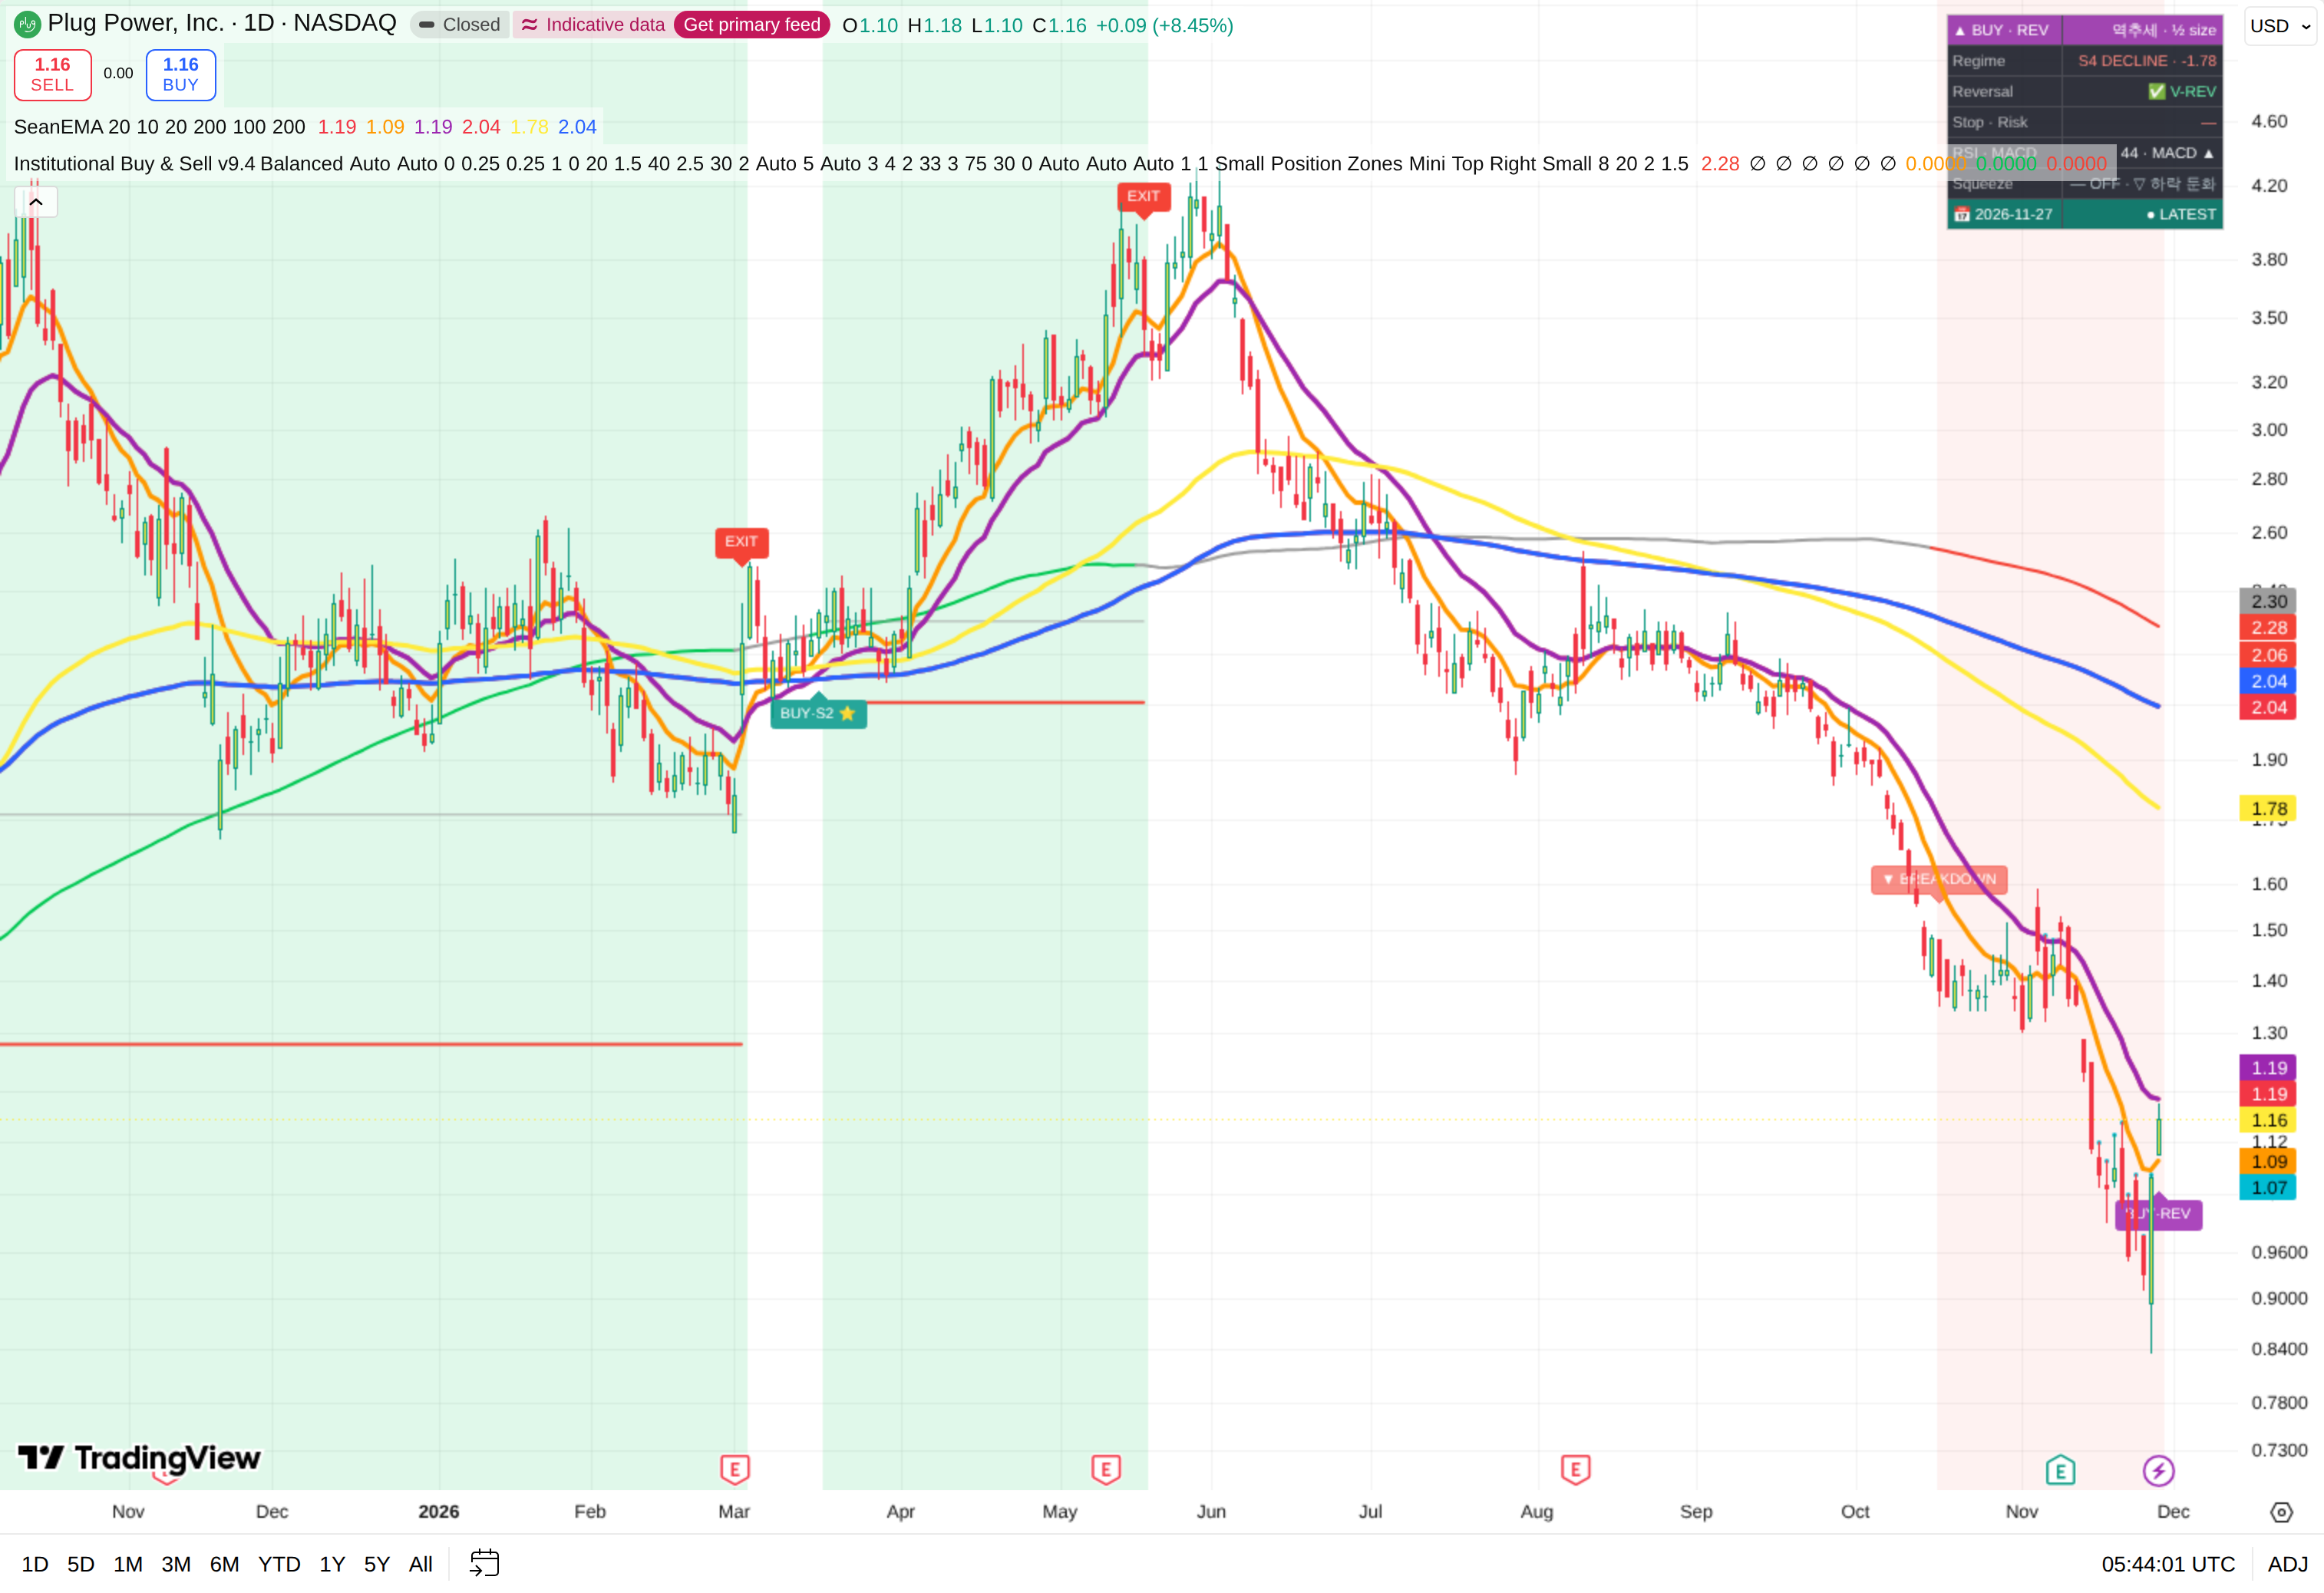 Plug Power, Inc. · 1D · NASDAQ Closed Indicative data Get primary feed O1.10 H1.18 L1.10 C1.16 +0.09 (+8.45%)
1.16 SELL 0.00 1.16 BUY
SeanEMA 20 10 20 200 100 200 1.19 1.09 1.19 2.04 1.78 2.04
Institutional Buy & Sell v9.4 Balanced Auto Auto 0 0.25 0.25 1 0 20 1.5 40 2.5 30 2 Auto 5 Auto 3 4 2 33 3 75 30 0 Auto Auto Auto 1 1 Small Position Zones Mini Top Right Small 8 20 2 1.5 2.28 ∅ ∅ ∅ ∅ ∅ ∅ 0.0000 0.0000 0.0000
▲ BUY · REV 역추세 · ½ size
Regime S4 DECLINE · -1.78
Reversal ✅ V-REV
Stop · Risk —
RSI · MACD 44 · MACD ▲
Squeeze — OFF · ▽ 하락 둔화
📅 2026-11-27 ● LATEST
USD
4.60
4.20
3.80
3.50
3.20
3.00
2.80
2.60
2.40
2.30
2.28
2.06
2.04
2.04
1.90
1.78
1.75
1.60
1.50
1.40
1.30
1.19
1.19
1.16
1.12
1.09
1.07
0.9600
0.9000
0.8400
0.7800
0.7300
EXIT
EXIT
BUY-S2 ⭐
▼ BREAKDOWN
BUY-REV
TradingView
E E E E
Nov Dec 2026 Feb Mar Apr May Jun Jul Aug Sep Oct Nov Dec
1D 5D 1M 3M 6M YTD 1Y 5Y All 05:44:01 UTC ADJ